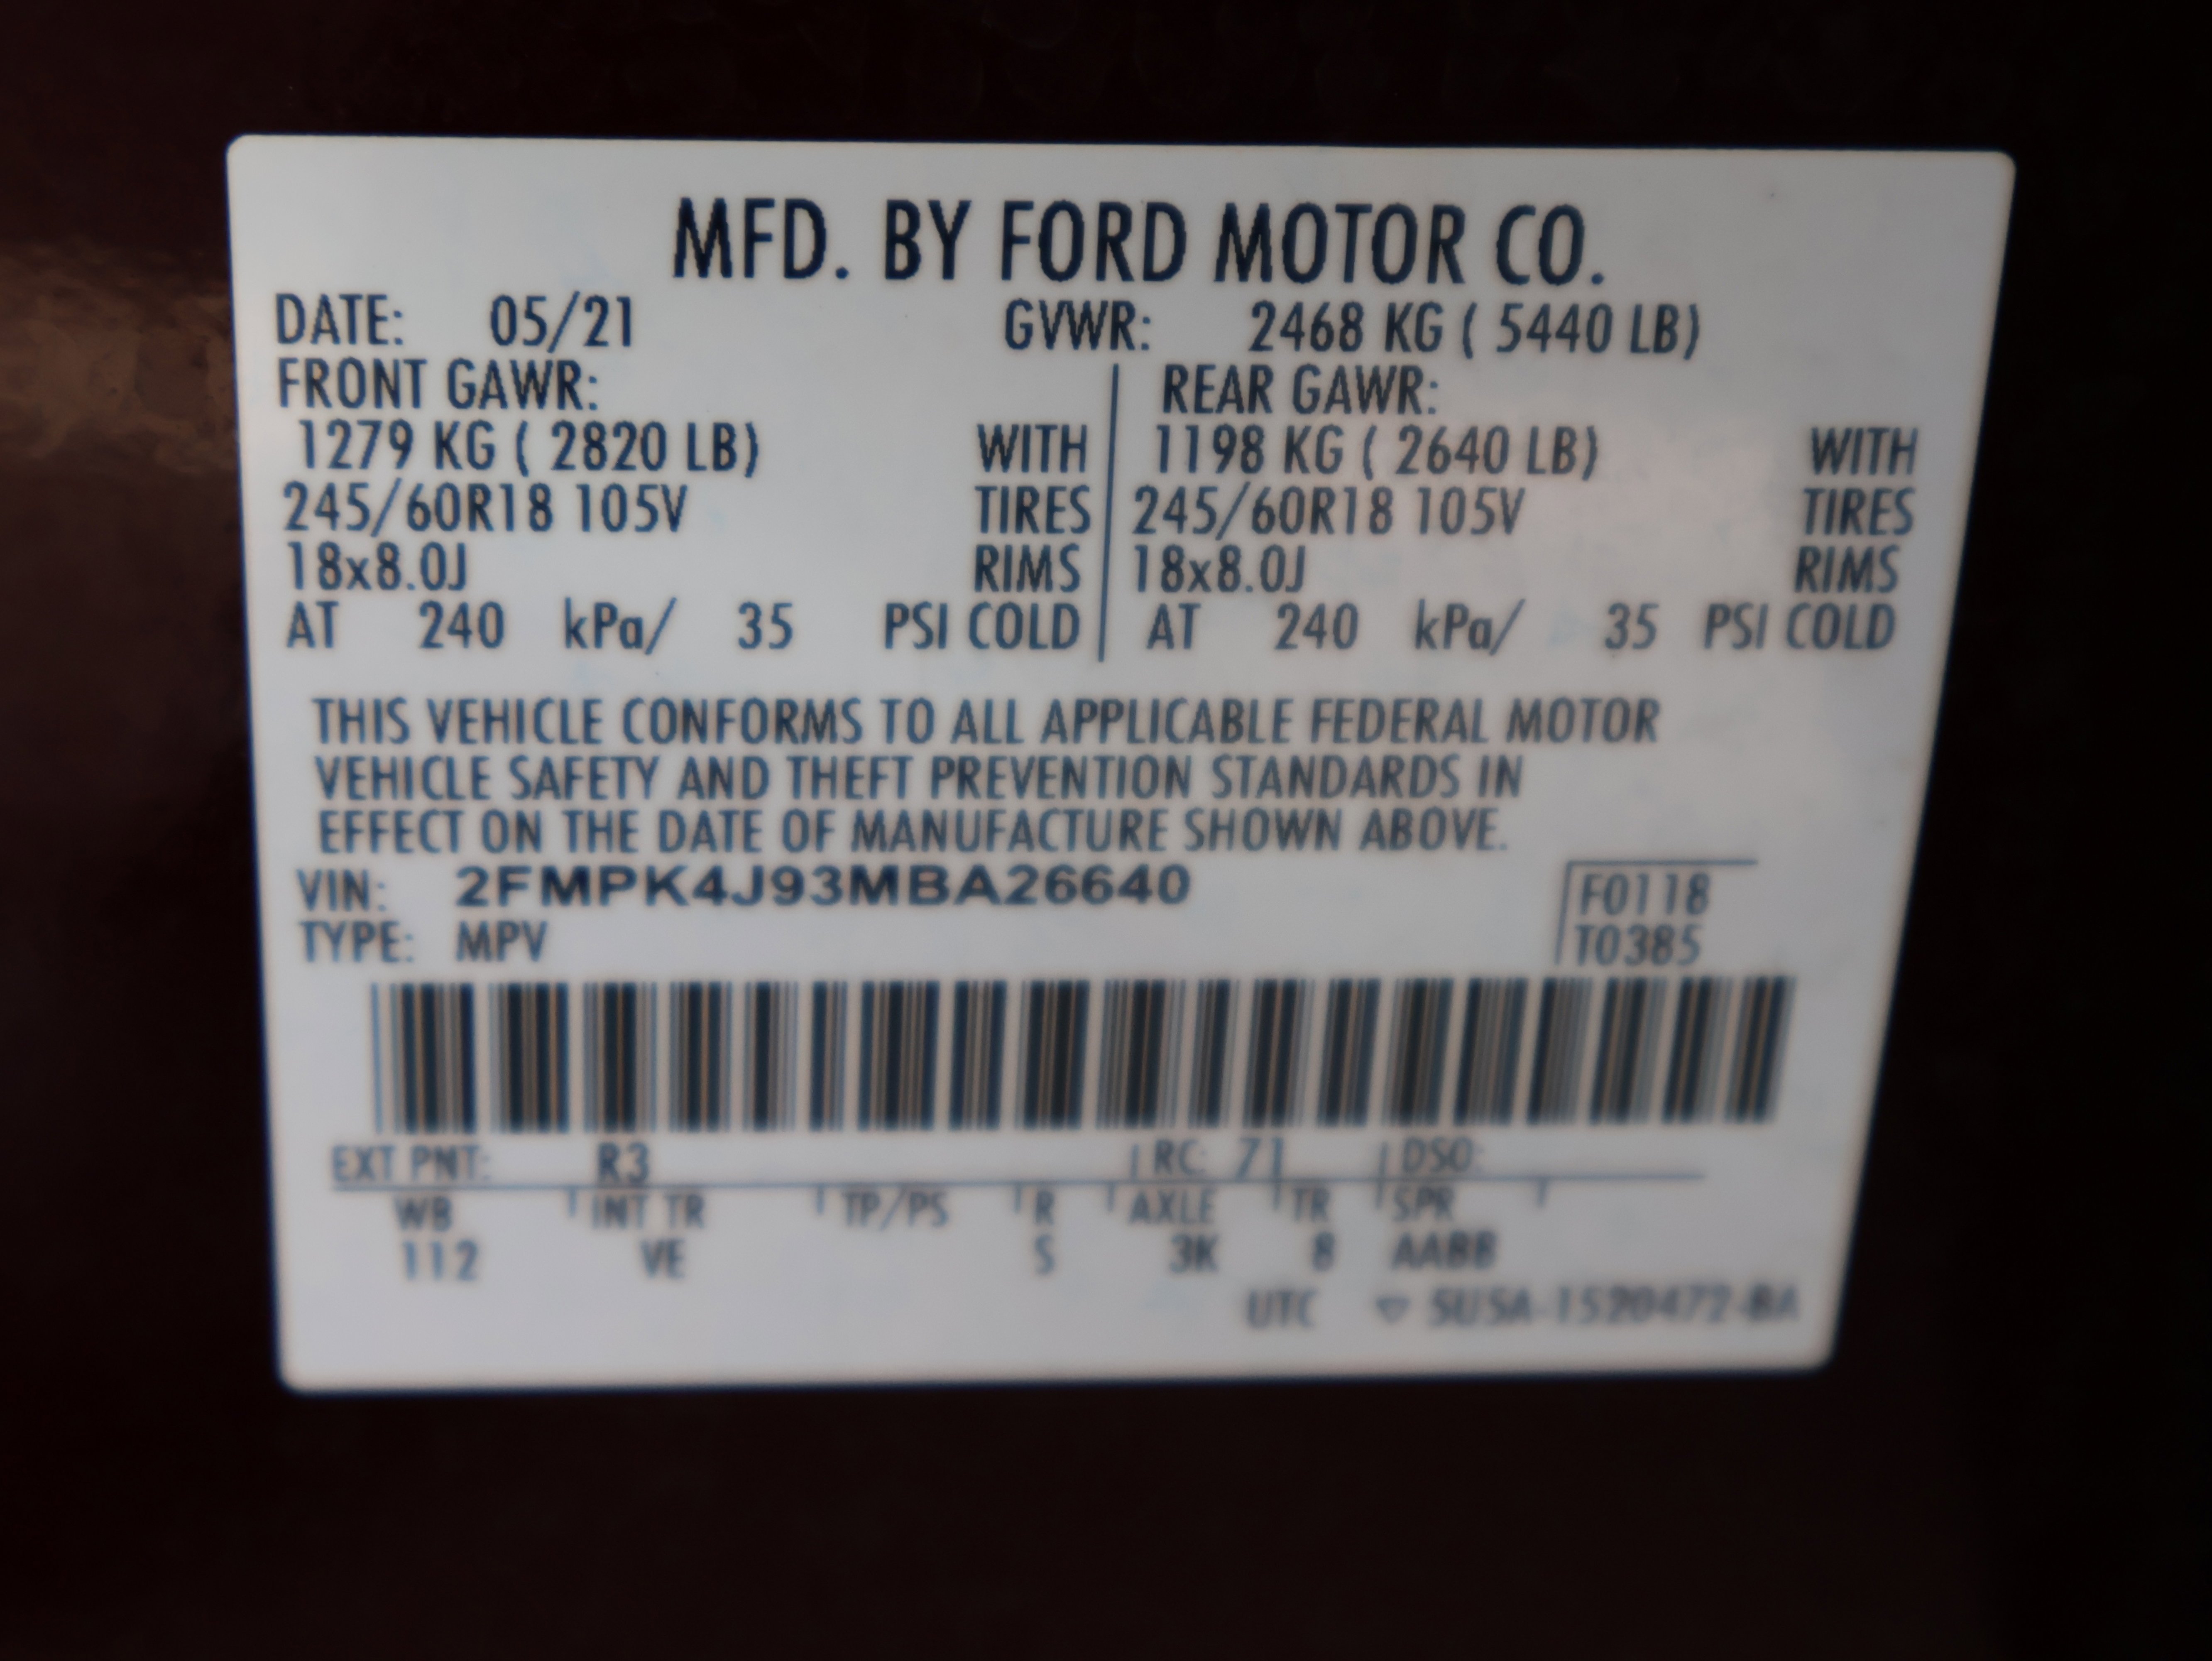 MFD. BY FORD MOTOR CO.
DATE: 05/21 GVWR: 2468 KG ( 5440 LB)
FRONT GAWR: REAR GAWR:
1279 KG ( 2820 LB) WITH 1198 KG ( 2640 LB) WITH
245/60R18 105V TIRES 245/60R18 105V TIRES
18x8.0J RIMS 18x8.0J RIMS
AT 240 kPa/ 35 PSI COLD AT 240 kPa/ 35 PSI COLD
THIS VEHICLE CONFORMS TO ALL APPLICABLE FEDERAL MOTOR
VEHICLE SAFETY AND THEFT PREVENTION STANDARDS IN
EFFECT ON THE DATE OF MANUFACTURE SHOWN ABOVE.
VIN: 2FMPK4J93MBA26640 F0118
TYPE: MPV T0385
EXT PNT: R3 RC: 71 DSO:
WB INT TR TP/PS R AXLE TR SPR
112 VE S 3K 8 AABB
UTC ▽ 5U5A-1520472-BA